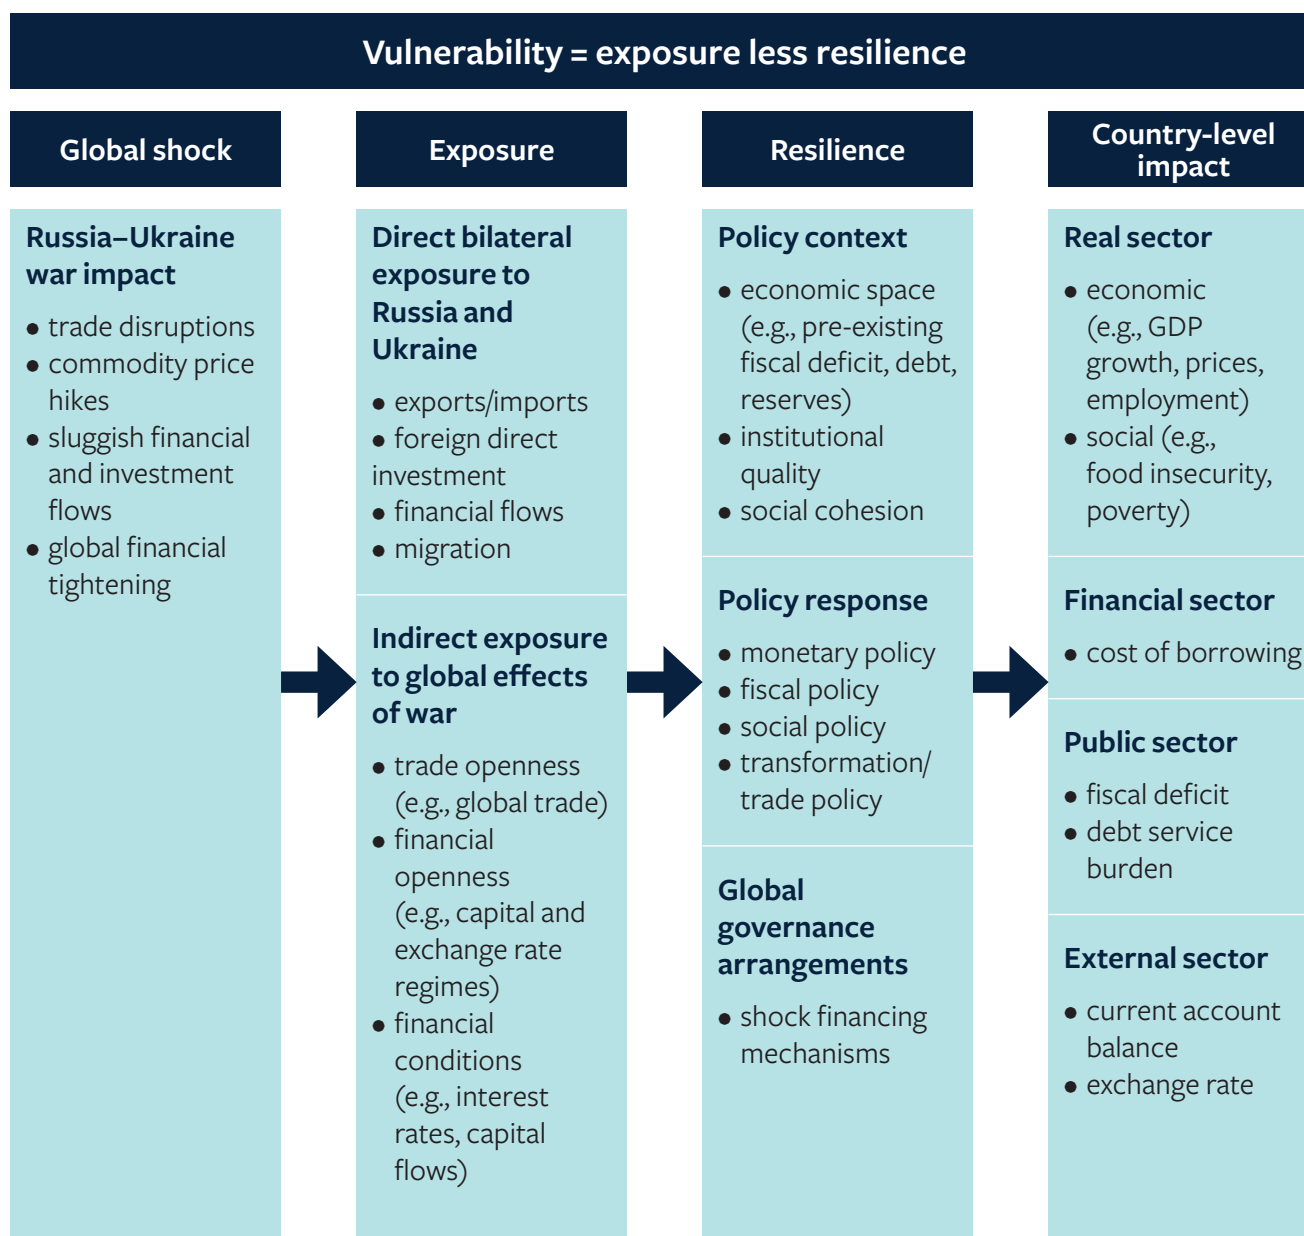 Vulnerability = exposure less resilience
Global shock
Russia–Ukraine
war impact
● trade disruptions
● commodity price
hikes
● sluggish financial
and investment
flows
● global financial
tightening
Exposure
Direct bilateral
exposure to
Russia and
Ukraine
● exports/imports
● foreign direct
investment
● financial flows
● migration
Indirect exposure
to global effects
of war
● trade openness
(e.g., global trade)
● financial
openness
(e.g., capital and
exchange rate
regimes)
● financial
conditions
(e.g., interest
rates, capital
flows)
Resilience
Policy context
● economic space
(e.g., pre-existing
fiscal deficit, debt,
reserves)
● institutional
quality
● social cohesion
Policy response
● monetary policy
● fiscal policy
● social policy
● transformation/
trade policy
Global
governance
arrangements
● shock financing
mechanisms
Country-level
impact
Real sector
● economic
(e.g., GDP
growth, prices,
employment)
● social (e.g.,
food insecurity,
poverty)
Financial sector
● cost of borrowing
Public sector
● fiscal deficit
● debt service
burden
External sector
● current account
balance
● exchange rate